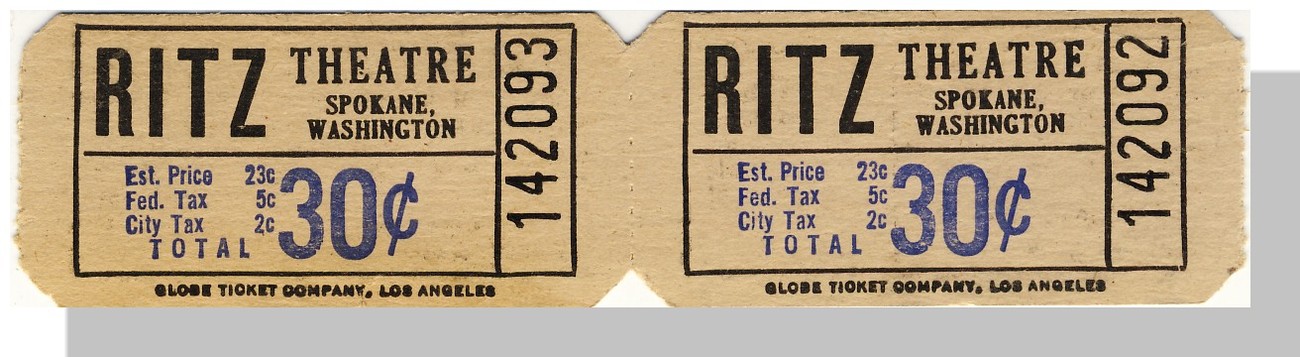 RITZ THEATRE
SPOKANE,
WASHINGTON
Est. Price 23c
Fed. Tax 5c
City Tax 2c
TOTAL 30¢
142093
GLOBE TICKET COMPANY, LOS ANGELES
RITZ THEATRE
SPOKANE,
WASHINGTON
Est. Price 23c
Fed. Tax 5c
City Tax 2c
TOTAL 30¢
142092
GLOBE TICKET COMPANY, LOS ANGELES